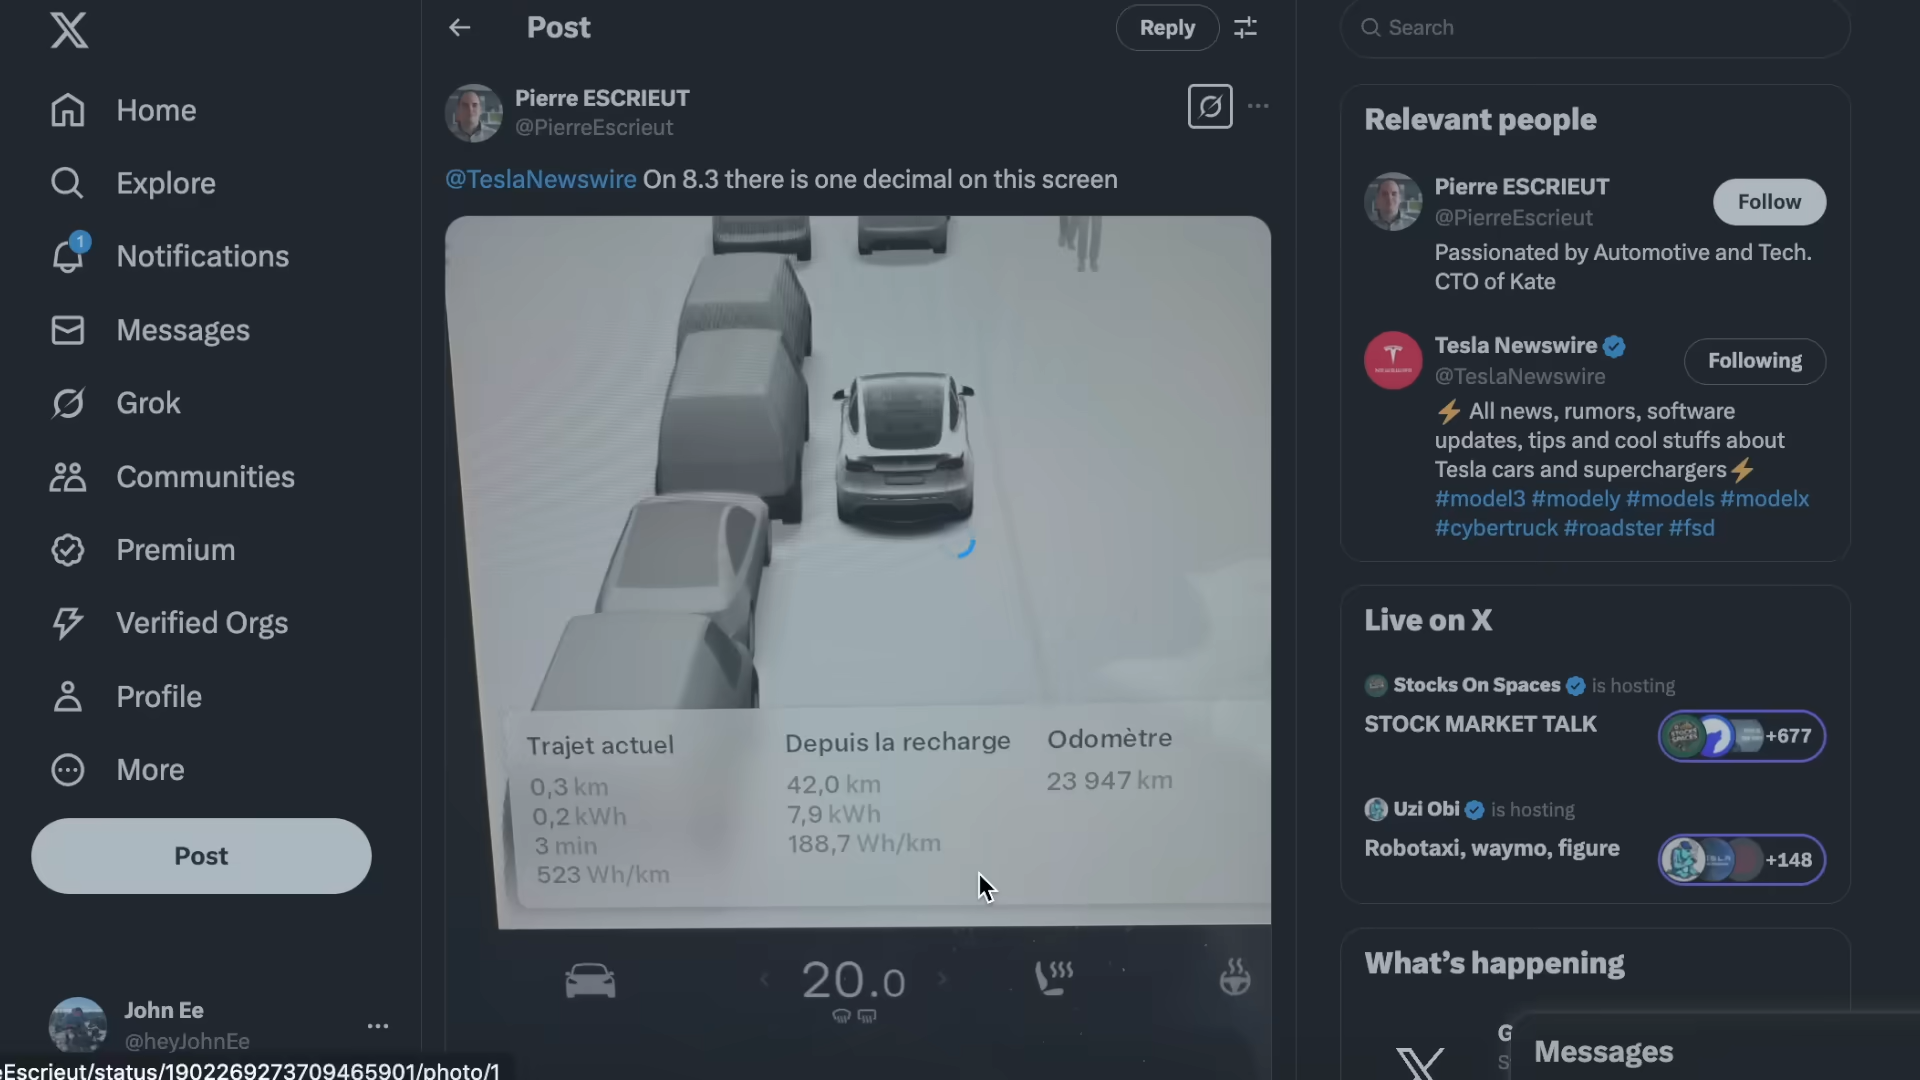 Home
Explore
1
Notifications
Messages
Grok
Communities
Premium
Verified Orgs
Profile
More
Post
John Ee
@heyJohnEe
eEscrieut/status/1902269273709465901/photo/1
Post
Reply
Pierre ESCRIEUT
@PierreEscrieut
@TeslaNewswire On 8.3 there is one decimal on this screen
Trajet actuel
0,3 km
0,2 kWh
3 min
523 Wh/km
Depuis la recharge
42,0 km
7,9 kWh
188,7 Wh/km
Odomètre
23 947 km
20.0
Search
Relevant people
Pierre ESCRIEUT
@PierreEscrieut
Follow
Passionated by Automotive and Tech.
CTO of Kate
Tesla Newswire
@TeslaNewswire
Following
⚡ All news, rumors, software
updates, tips and cool stuffs about
Tesla cars and superchargers⚡
#model3 #modely #models #modelx
#cybertruck #roadster #fsd
Live on X
Stocks On Spaces is hosting
STOCK MARKET TALK
+677
Uzi Obi is hosting
Robotaxi, waymo, figure
+148
What's happening
G
S
Messages